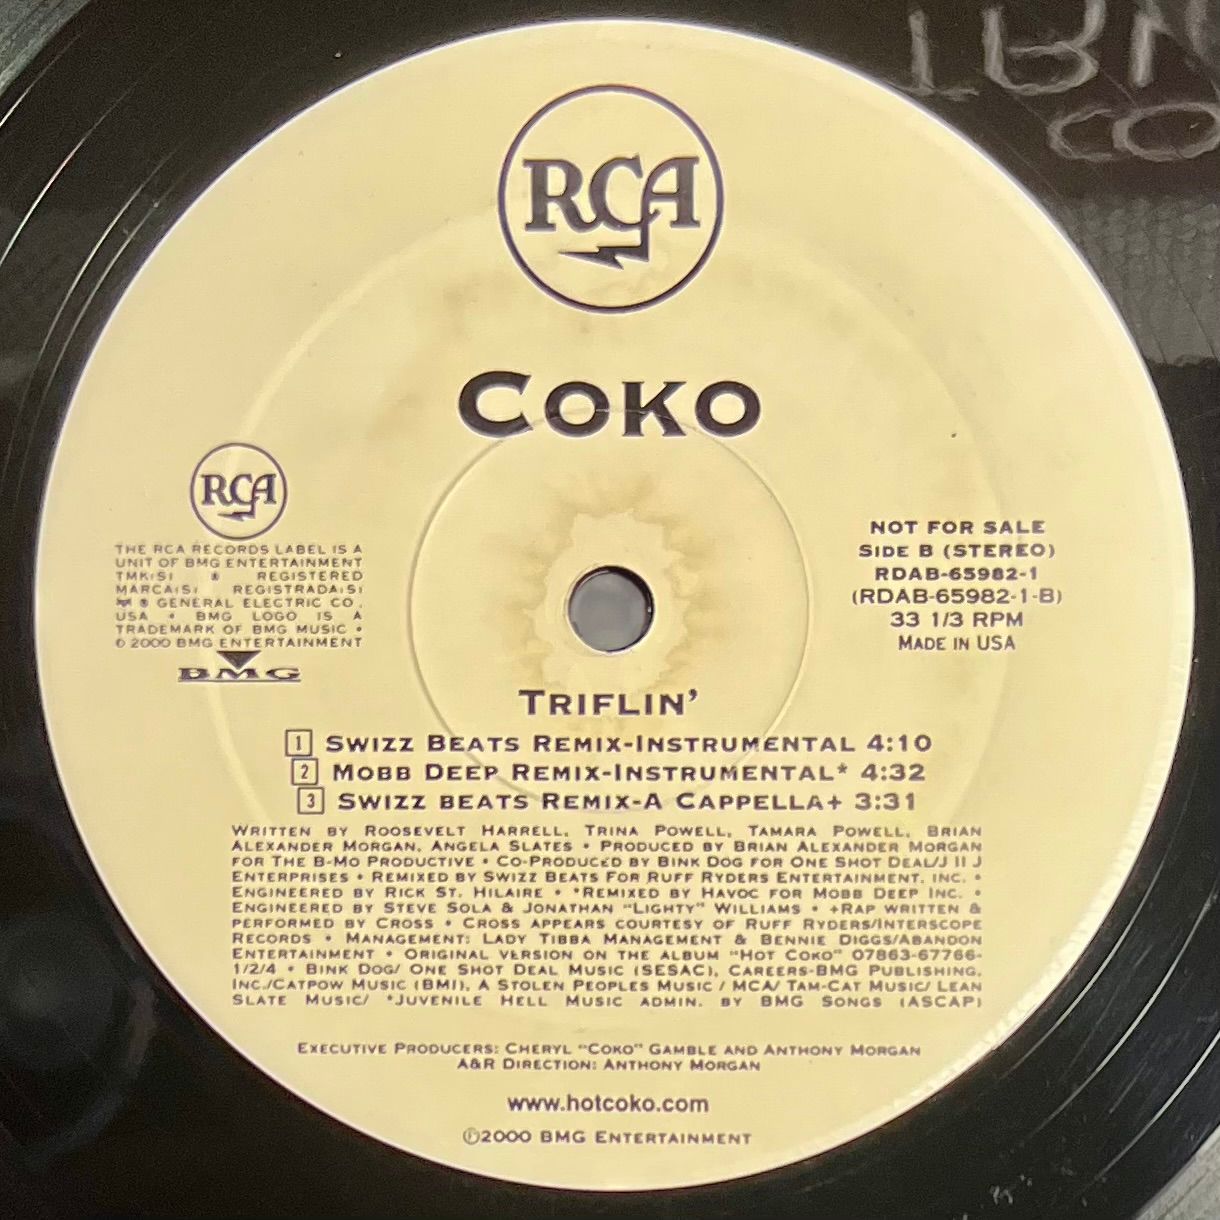 RCA
COKO
RCA
THE RCA RECORDS LABEL IS A
UNIT OF BMG ENTERTAINMENT
TMK(S) ® REGISTERED
MARCA(S) REGISTRADA(S)
® GENERAL ELECTRIC CO.,
USA • BMG LOGO IS A
TRADEMARK OF BMG MUSIC •
© 2000 BMG ENTERTAINMENT
BMG
NOT FOR SALE
SIDE B (STEREO)
RDAB-65982-1
(RDAB-65982-1-B)
33 1/3 RPM
MADE IN USA
TRIFLIN'
1 SWIZZ BEATS REMIX-INSTRUMENTAL 4:10
2 MOBB DEEP REMIX-INSTRUMENTAL* 4:32
3 SWIZZ BEATS REMIX-A CAPPELLA+ 3:31
WRITTEN BY ROOSEVELT HARRELL, TRINA POWELL, TAMARA POWELL, BRIAN
ALEXANDER MORGAN, ANGELA SLATES • PRODUCED BY BRIAN ALEXANDER MORGAN
FOR THE B-MO PRODUCTIVE • CO-PRODUCED BY BINK DOG FOR ONE SHOT DEAL/J II J
ENTERPRISES • REMIXED BY SWIZZ BEATS FOR RUFF RYDERS ENTERTAINMENT, INC. •
ENGINEERED BY RICK ST. HILAIRE • *REMIXED BY HAVOC FOR MOBB DEEP INC. •
ENGINEERED BY STEVE SOLA & JONATHAN "LIGHTY" WILLIAMS • +RAP WRITTEN &
PERFORMED BY CROSS • CROSS APPEARS COURTESY OF RUFF RYDERS/INTERSCOPE
RECORDS • MANAGEMENT: LADY TIBBA MANAGEMENT & BENNIE DIGGS/ABANDON
ENTERTAINMENT • ORIGINAL VERSION ON THE ALBUM "HOT COKO" 07863-67766-
1/2/4 • BINK DOG/ ONE SHOT DEAL MUSIC (SESAC), CAREERS-BMG PUBLISHING,
INC./CATPOW MUSIC (BMI), A STOLEN PEOPLES MUSIC / MCA/ TAM-CAT MUSIC/ LEAN
SLATE MUSIC/ *JUVENILE HELL MUSIC ADMIN. BY BMG SONGS (ASCAP)
EXECUTIVE PRODUCERS: CHERYL "COKO" GAMBLE AND ANTHONY MORGAN
A&R DIRECTION: ANTHONY MORGAN
www.hotcoko.com
℗2000 BMG ENTERTAINMENT